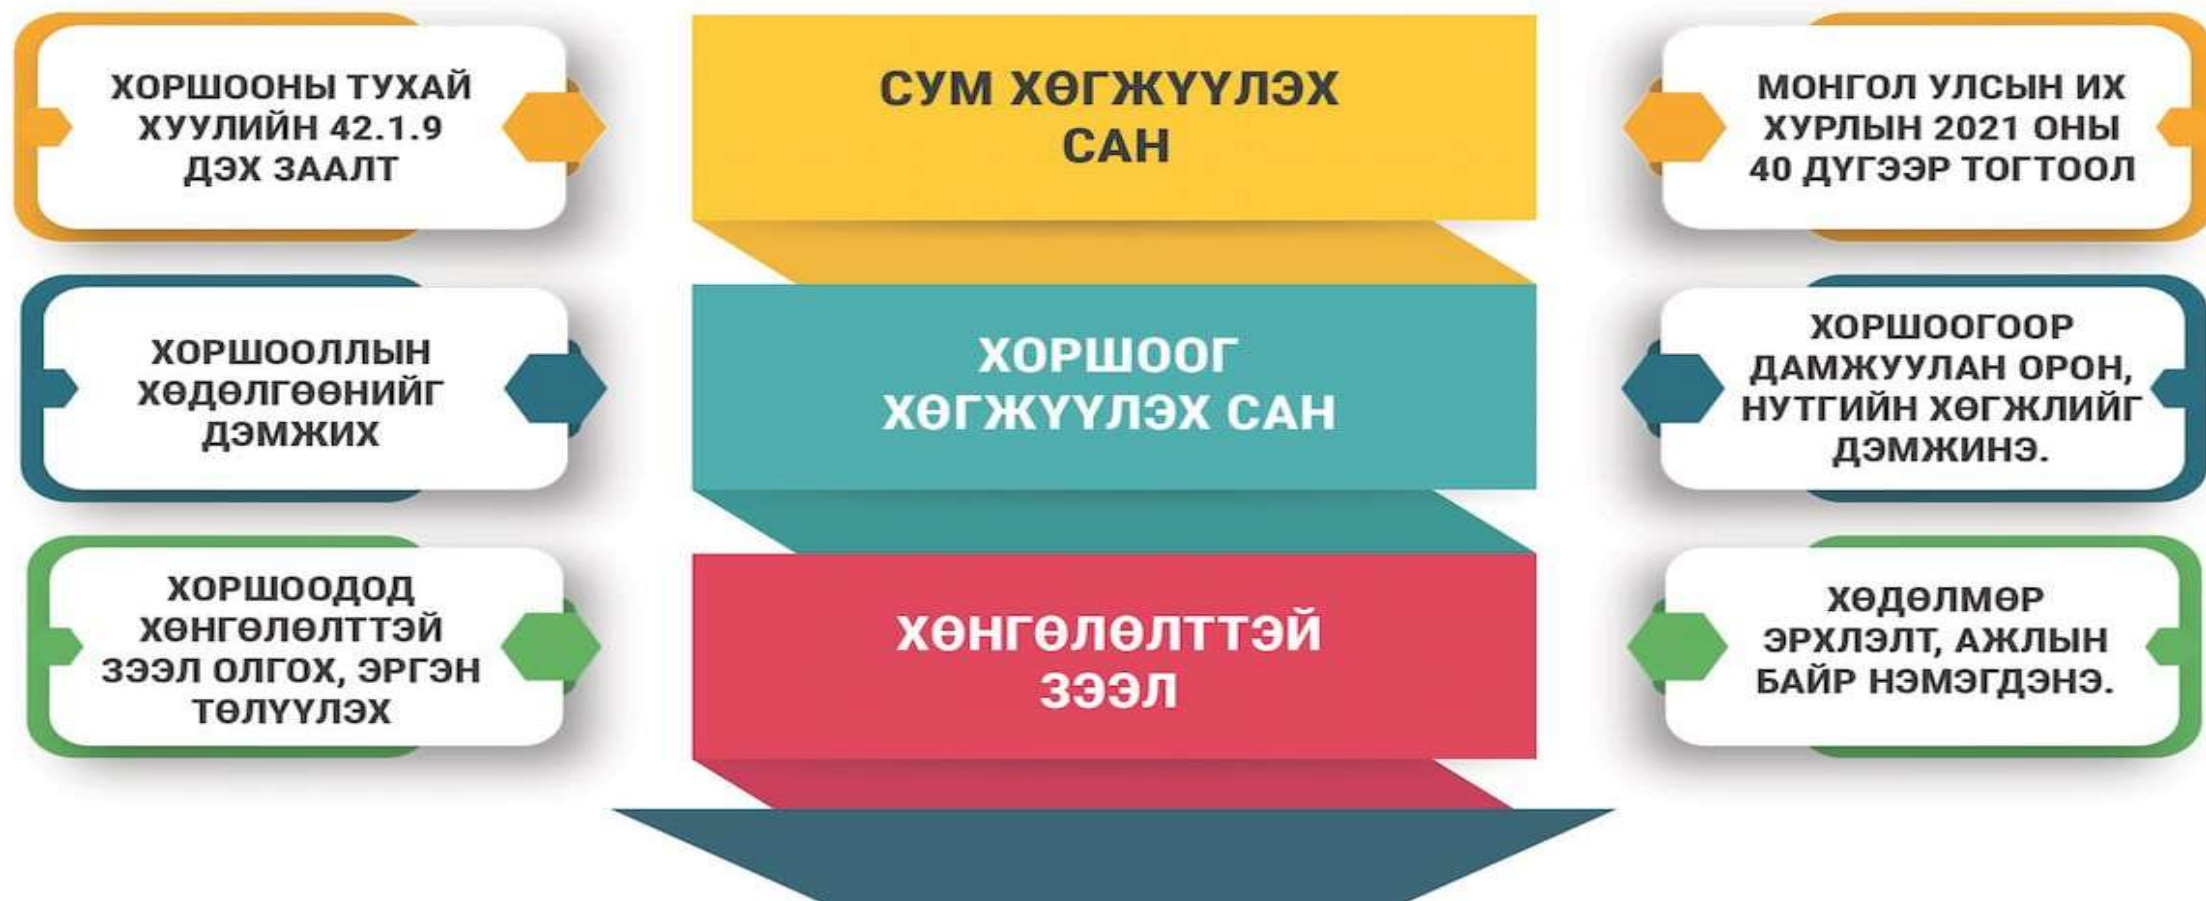 ХОРШООНЫ ТУХАЙ
ХУУЛИЙН 42.1.9
ДЭХ ЗААЛТ
СУМ ХӨГЖҮҮЛЭХ
САН
МОНГОЛ УЛСЫН ИХ
ХУРЛЫН 2021 ОНЫ
40 ДҮГЭЭР ТОГТООЛ
ХОРШООЛЛЫН
ХӨДӨЛГӨӨНИЙГ
ДЭМЖИХ
ХОРШООГ
ХӨГЖҮҮЛЭХ САН
ХОРШООГООР
ДАМЖУУЛАН ОРОН,
НУТГИЙН ХӨГЖЛИЙГ
ДЭМЖИНЭ.
ХОРШООДОД
ХӨНГӨЛӨЛТТЭЙ
ЗЭЭЛ ОЛГОХ, ЭРГЭН
ТӨЛҮҮЛЭХ
ХӨНГӨЛӨЛТТЭЙ
ЗЭЭЛ
ХӨДӨЛМӨР
ЭРХЛЭЛТ, АЖЛЫН
БАЙР НЭМЭГДЭНЭ.